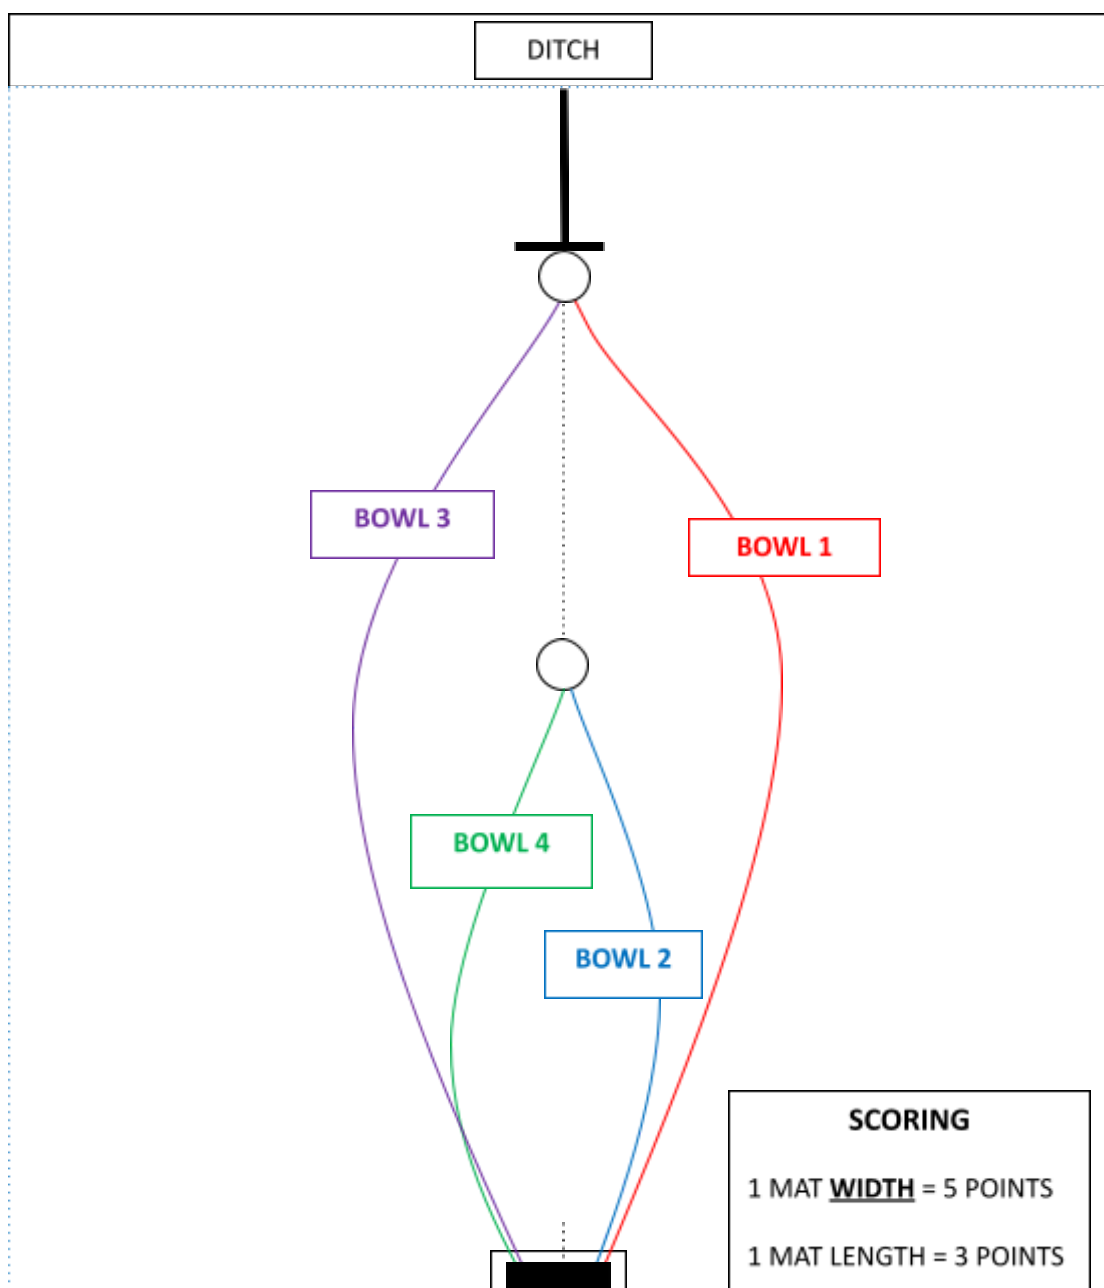 DITCH
BOWL 3
BOWL 1
BOWL 4
BOWL 2
SCORING
1 MAT WIDTH = 5 POINTS
1 MAT LENGTH = 3 POINTS